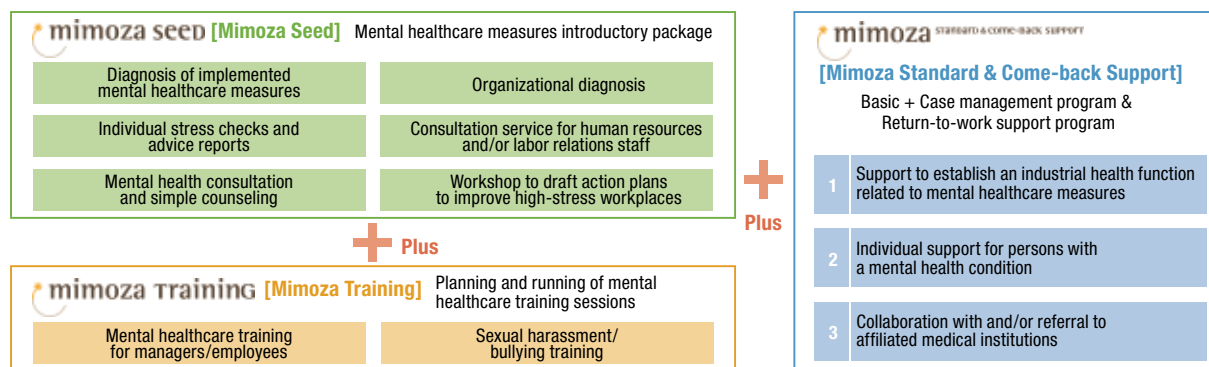 mimoza seed [Mimoza Seed] Mental healthcare measures introductory package
Diagnosis of implemented
mental healthcare measures
Organizational diagnosis
Individual stress checks and
advice reports
Consultation service for human resources
and/or labor relations staff
Mental health consultation
and simple counseling
Workshop to draft action plans
to improve high-stress workplaces
Plus
mimoza Training [Mimoza Training] Planning and running of mental
healthcare training sessions
Mental healthcare training
for managers/employees
Sexual harassment/
bullying training
Plus
mimoza standard & come-back support
[Mimoza Standard & Come-back Support]
Basic + Case management program &
Return-to-work support program
1 Support to establish an industrial health function
related to mental healthcare measures
2 Individual support for persons with
a mental health condition
3 Collaboration with and/or referral to
affiliated medical institutions